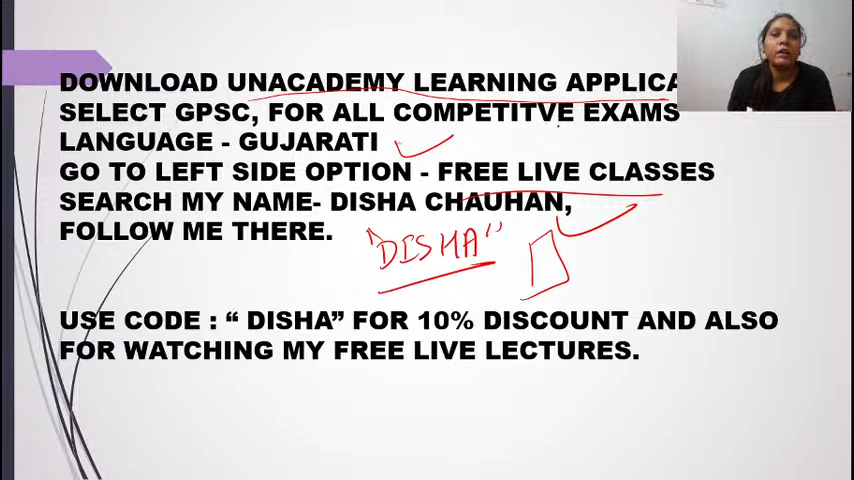 DOWNLOAD UNACADEMY LEARNING
SELECT GPSC, FOR ALL COMPETITVE EXAMS
LANGUAGE - GUJARATI
GO TO LEFT SIDE OPTION - FREE LIVE CLASSES
SEARCH MY NAME- DISHA CHAUHAN,
FOLLOW ME THERE.
"DISHA"
USE CODE : “ DISHA” FOR 10% DISCOUNT AND ALSO
FOR WATCHING MY FREE LIVE LECTURES.